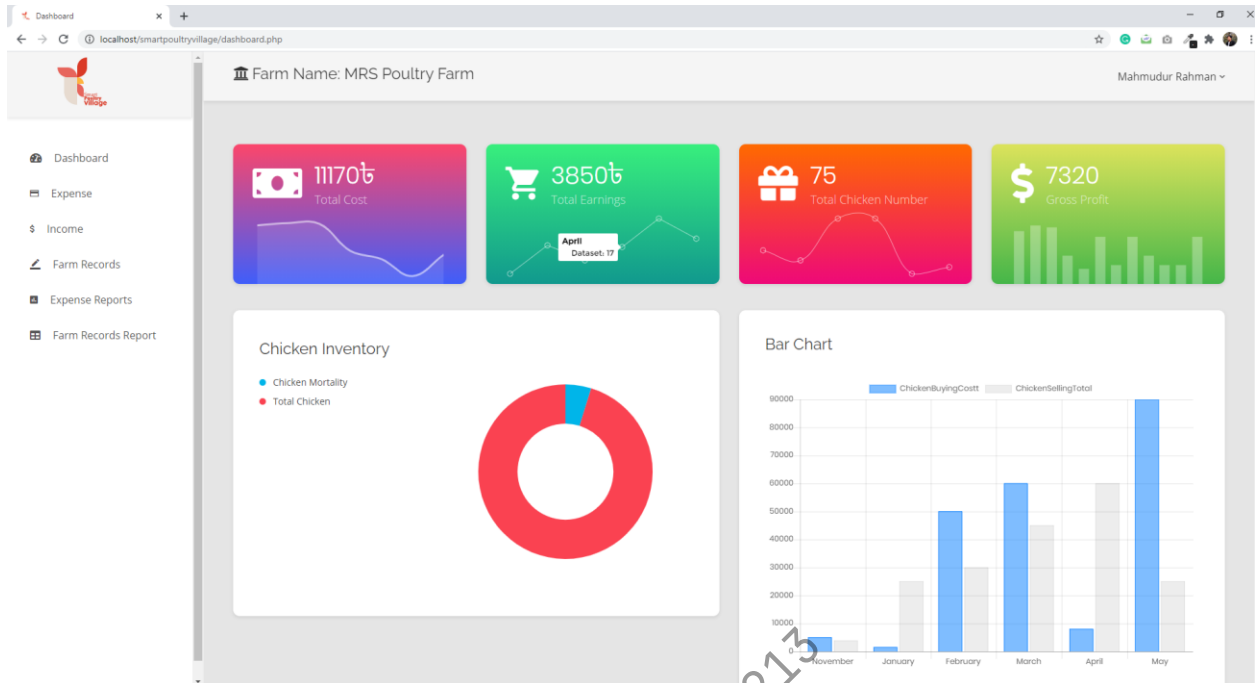 Dashboard
localhost/smartpoultryvillage/dashboard.php
Smart
Poultry
Village
Farm Name: MRS Poultry Farm
Mahmudur Rahman
Dashboard
Expense
Income
Farm Records
Expense Reports
Farm Records Report
11170৳
Total Cost
3850৳
Total Earnings
April
Dataset: 17
75
Total Chicken Number
7320
Gross Profit
Chicken Inventory
Chicken Mortality
Total Chicken
Bar Chart
ChickenBuyingCostt
ChickenSellingTotal
90000
80000
70000
60000
50000
40000
30000
20000
10000
0
November
January
February
March
April
May